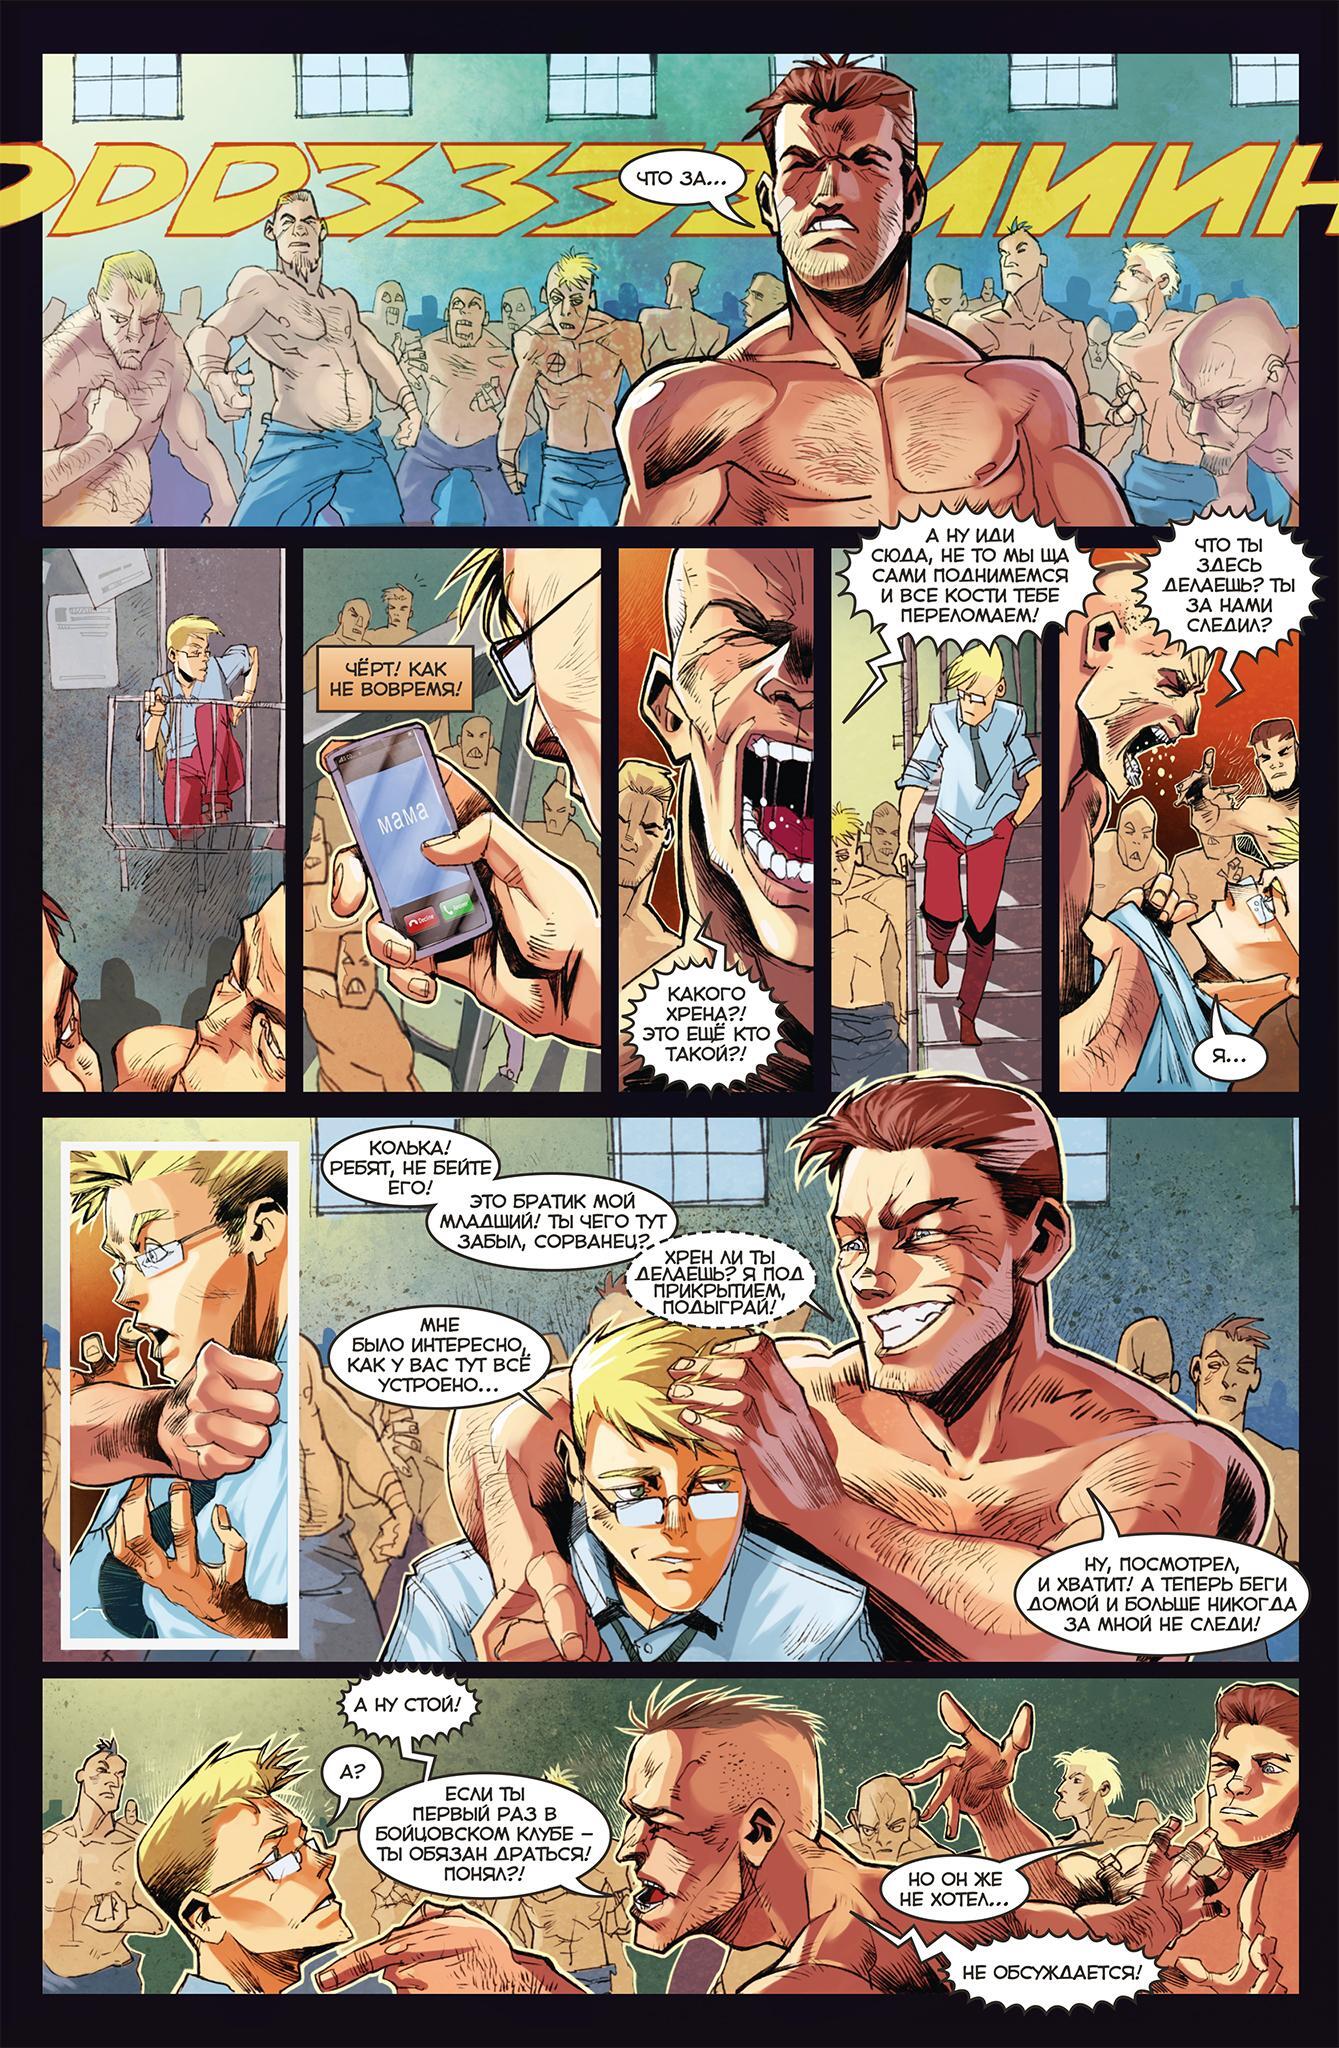 DDDЗЗЗЗЗИИИН
ЧТО ЗА...
ЧЁРТ! КАК
НЕ ВОВРЕМЯ!
мама
Decline
КАКОГО
ХРЕНА?!
ЭТО ЕЩЁ КТО
ТАКОЙ?!
А НУ ИДИ
СЮДА, НЕ ТО МЫ ЩА
САМИ ПОДНИМЕМСЯ
И ВСЕ КОСТИ ТЕБЕ
ПЕРЕЛОМАЕМ!
ЧТО ТЫ
ЗДЕСЬ
ДЕЛАЕШЬ? ТЫ
ЗА НАМИ
СЛЕДИЛ?
Я...
КОЛЬКА!
РЕБЯТ, НЕ БЕЙТЕ
ЕГО!
ЭТО БРАТИК МОЙ
МЛАДШИЙ! ТЫ ЧЕГО ТУТ
ЗАБЫЛ, СОРВАНЕЦ?
ХРЕН ЛИ ТЫ
ДЕЛАЕШЬ? Я ПОД
ПРИКРЫТИЕМ,
ПОДЫГРАЙ!
МНЕ
БЫЛО ИНТЕРЕСНО,
КАК У ВАС ТУТ ВСЁ
УСТРОЕНО...
НУ, ПОСМОТРЕЛ,
И ХВАТИТ! А ТЕПЕРЬ БЕГИ
ДОМОЙ И БОЛЬШЕ НИКОГДА
ЗА МНОЙ НЕ СЛЕДИ!
А НУ СТОЙ!
А?
ЕСЛИ ТЫ
ПЕРВЫЙ РАЗ В
БОЙЦОВСКОМ КЛУБЕ –
ТЫ ОБЯЗАН ДРАТЬСЯ!
ПОНЯЛ?!
НО ОН ЖЕ
НЕ ХОТЕЛ...
НЕ ОБСУЖДАЕТСЯ!